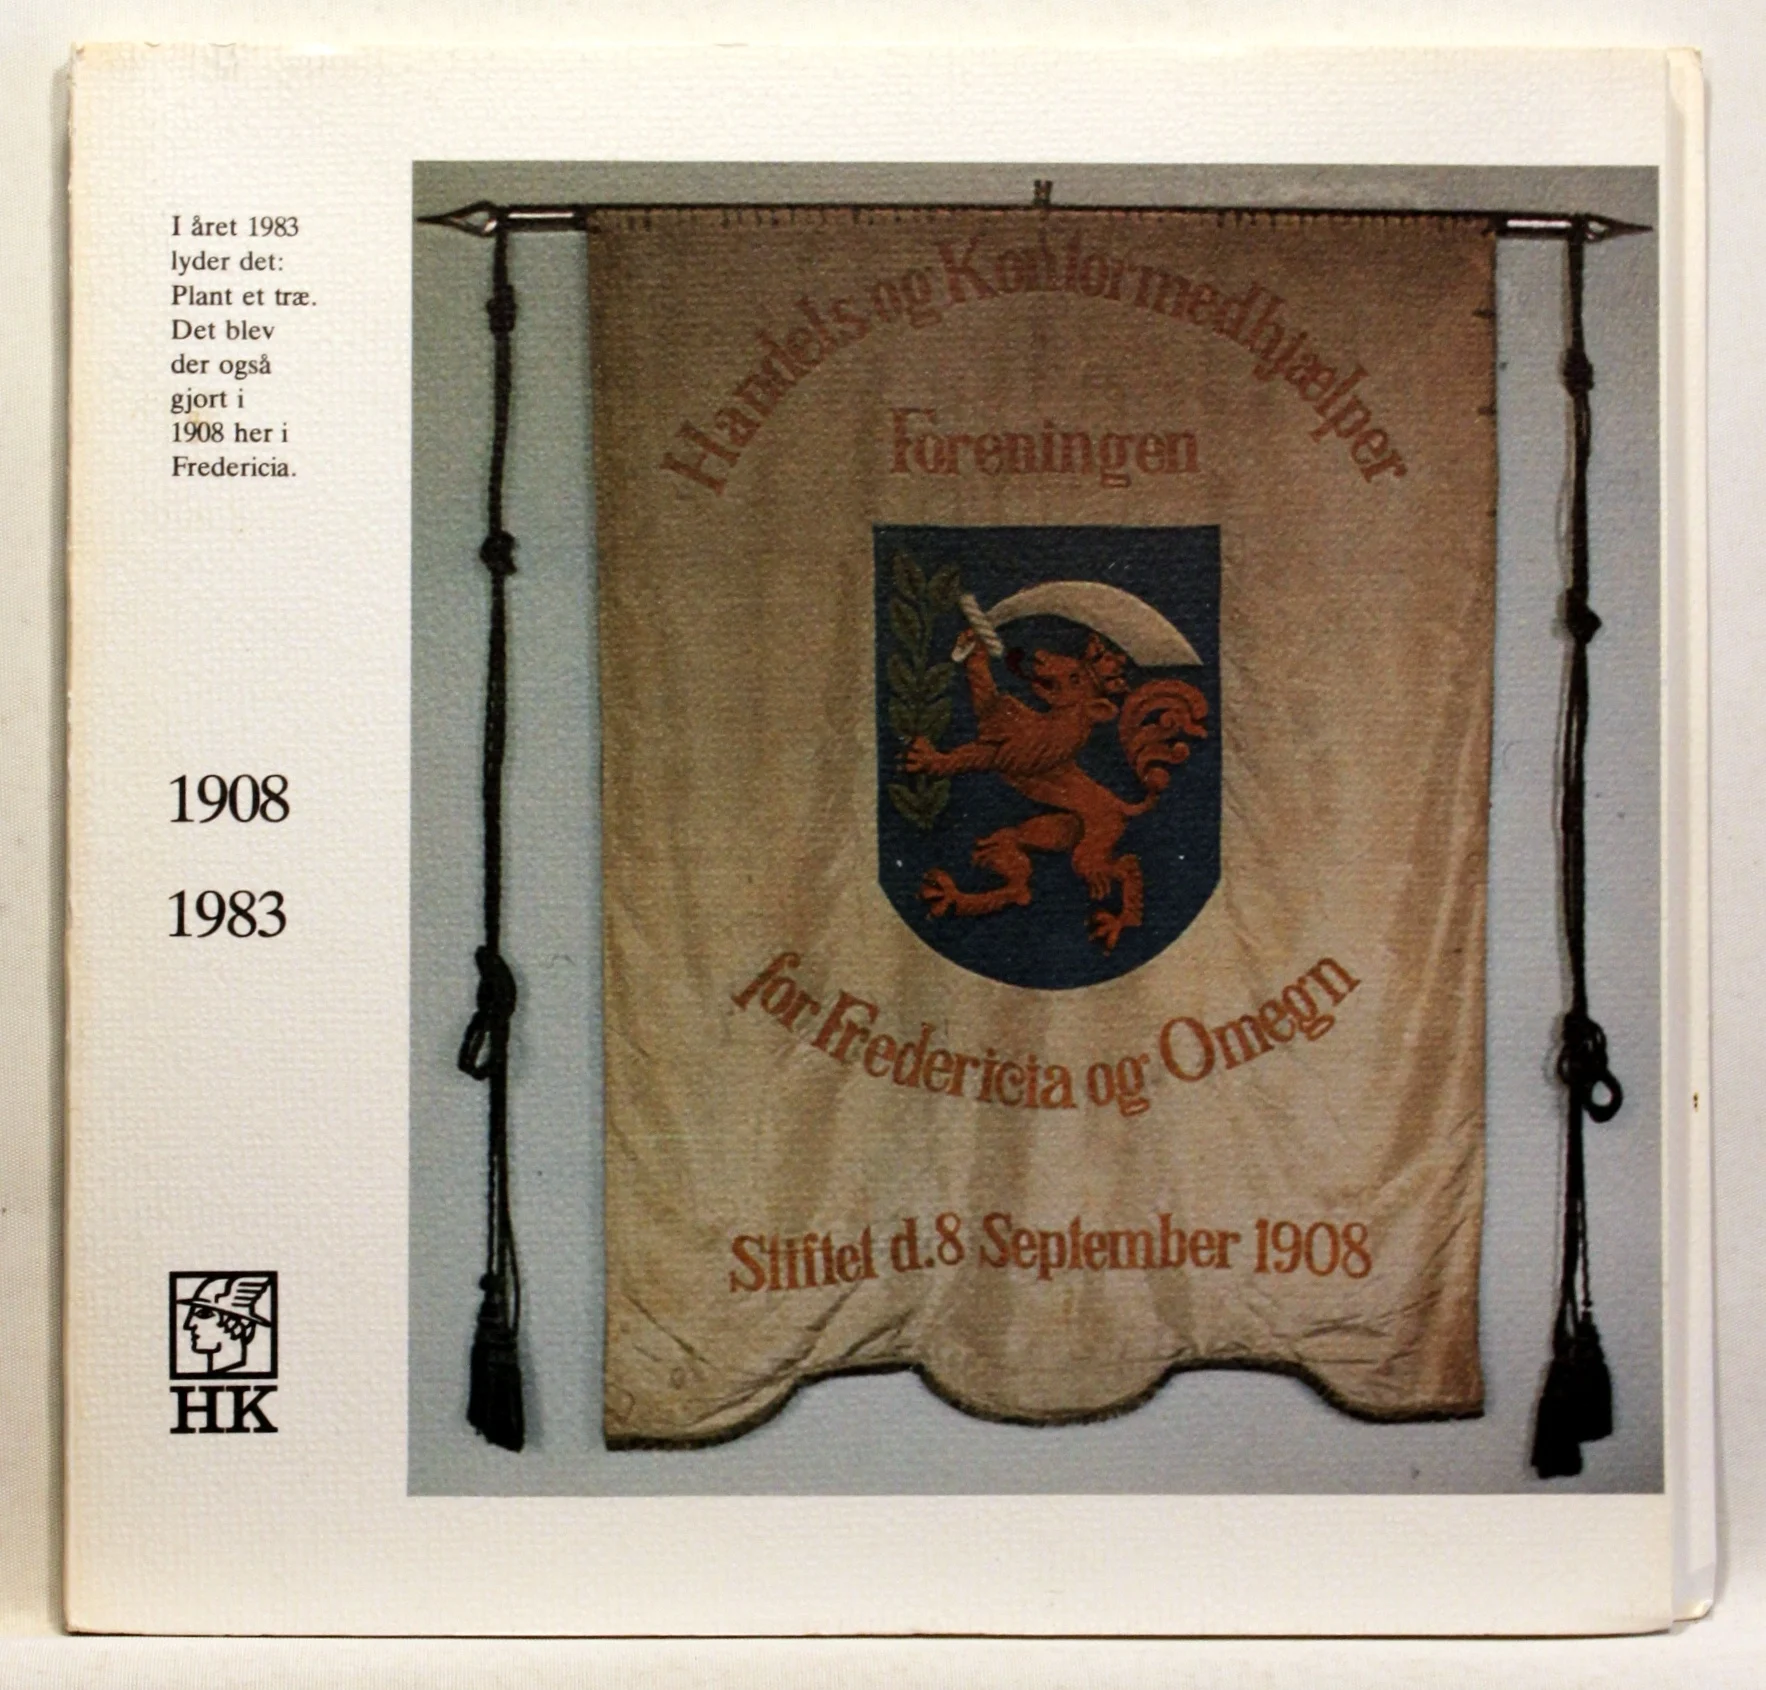 I året 1983
lyder det:
Plant et træ.
Det blev
der også
gjort i
1908 her i
Fredericia.
1908
1983
HK
Handels og Kontormedhjælper
Foreningen
for Fredericia og Omegn
Stiftet d.8 September 1908